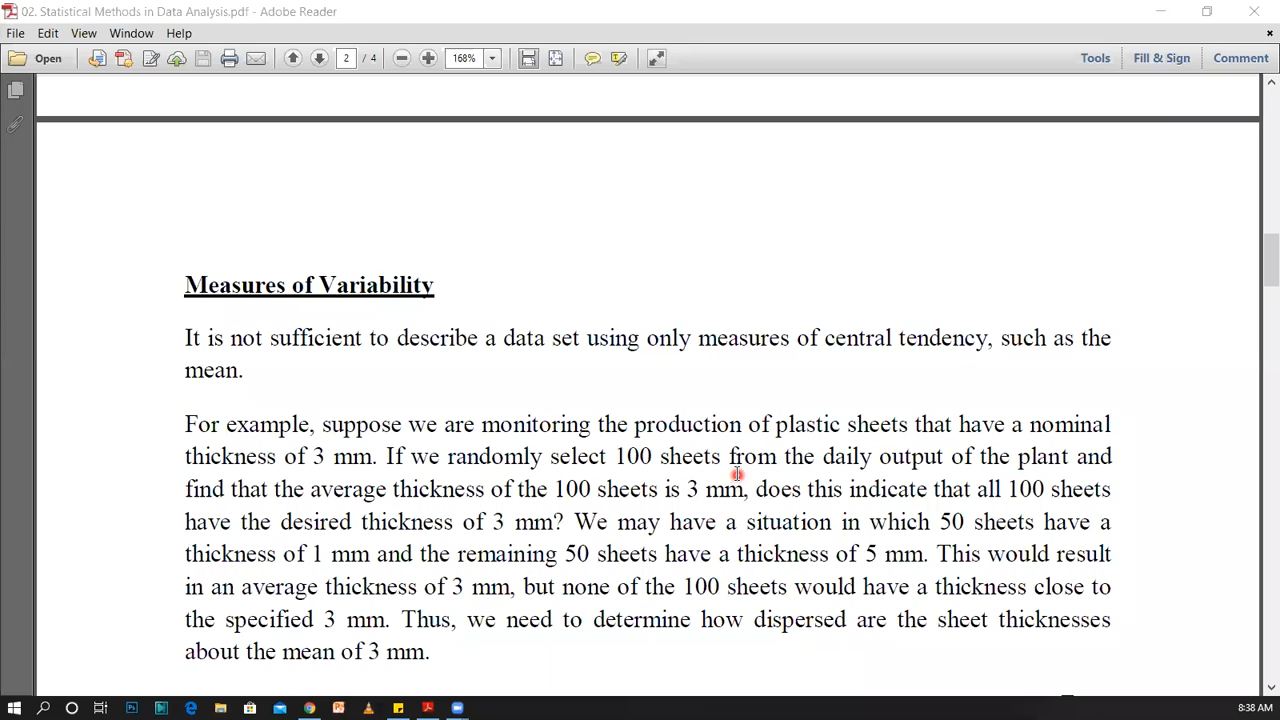 02. Statistical Methods in Data Analysis.pdf - Adobe Reader
File Edit View Window Help
Open 2 / 4 168% Tools Fill & Sign Comment
Measures of Variability
It is not sufficient to describe a data set using only measures of central tendency, such as the
mean.
For example, suppose we are monitoring the production of plastic sheets that have a nominal
thickness of 3 mm. If we randomly select 100 sheets from the daily output of the plant and
find that the average thickness of the 100 sheets is 3 mm, does this indicate that all 100 sheets
have the desired thickness of 3 mm? We may have a situation in which 50 sheets have a
thickness of 1 mm and the remaining 50 sheets have a thickness of 5 mm. This would result
in an average thickness of 3 mm, but none of the 100 sheets would have a thickness close to
the specified 3 mm. Thus, we need to determine how dispersed are the sheet thicknesses
about the mean of 3 mm.
8:38 AM